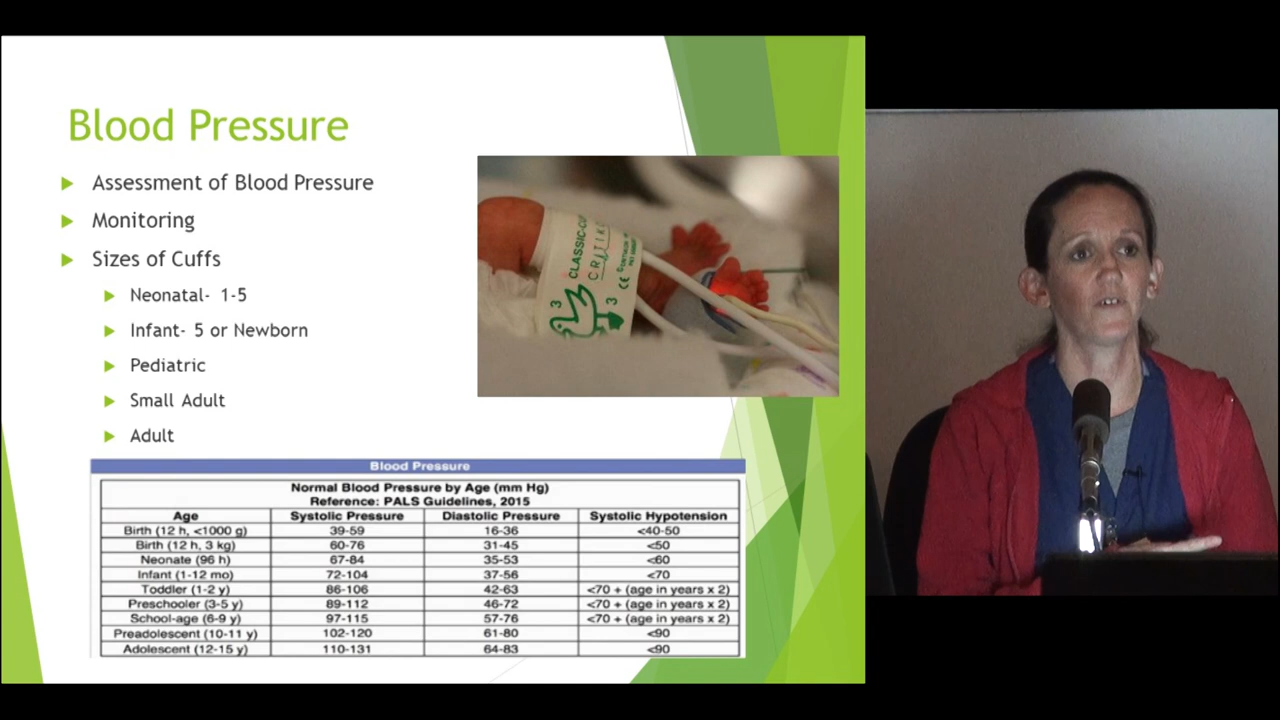 Blood Pressure
Assessment of Blood Pressure
Monitoring
Sizes of Cuffs
Neonatal- 1-5
Infant- 5 or Newborn
Pediatric
Small Adult
Adult
CLASSIC-CU
CRITIK
3
3
Blood Pressure
Normal Blood Pressure by Age (mm Hg)
Reference: PALS Guidelines, 2015
Age Systolic Pressure Diastolic Pressure Systolic Hypotension
Birth (12 h, <1000 g) 39-59 16-36 <40-50
Birth (12 h, 3 kg) 60-76 31-45 <50
Neonate (96 h) 67-84 35-53 <60
Infant (1-12 mo) 72-104 37-56 <70
Toddler (1-2 y) 86-106 42-63 <70 + (age in years x 2)
Preschooler (3-5 y) 89-112 46-72 <70 + (age in years x 2)
School-age (6-9 y) 97-115 57-76 <70 + (age in years x 2)
Preadolescent (10-11 y) 102-120 61-80 <90
Adolescent (12-15 y) 110-131 64-83 <90